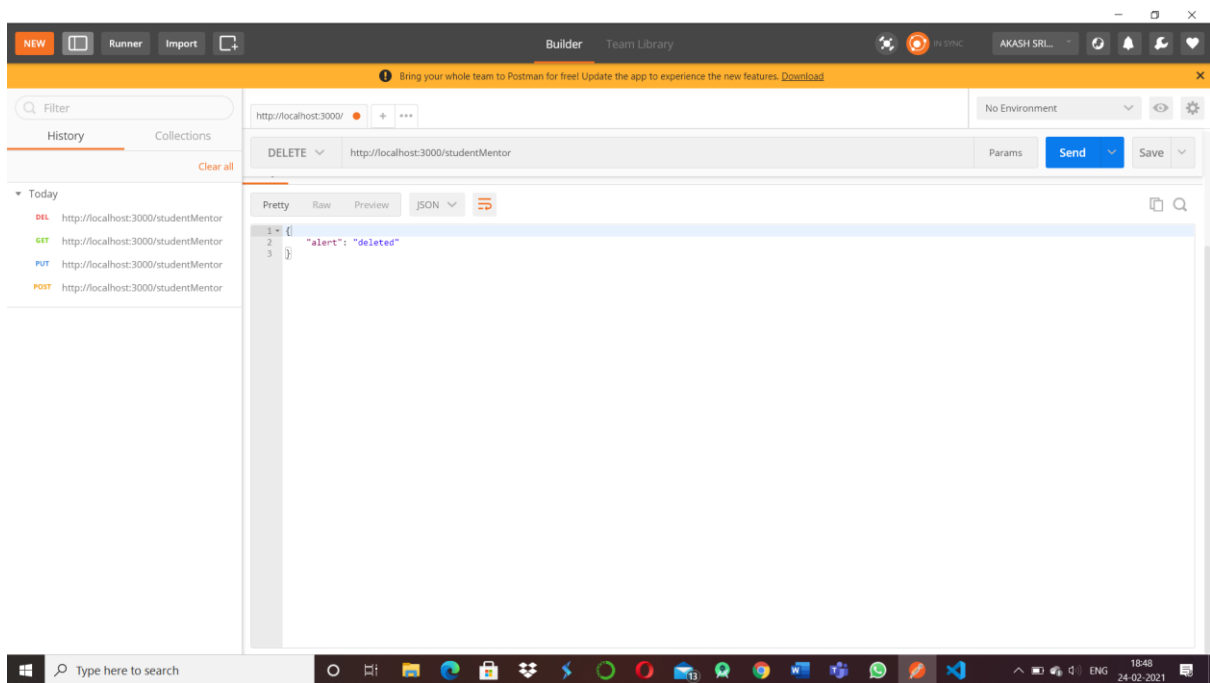 NEW Runner Import Builder Team Library IN SYNC AKASH SRI...
Bring your whole team to Postman for free! Update the app to experience the new features. Download
Filter
History Collections
Clear all
Today
DEL http://localhost:3000/studentMentor
GET http://localhost:3000/studentMentor
PUT http://localhost:3000/studentMentor
POST http://localhost:3000/studentMentor
http://localhost:3000/ + ••• No Environment
DELETE http://localhost:3000/studentMentor Params Send Save
Pretty Raw Preview JSON
1 {
2 "alert": "deleted"
3 }
Type here to search
13
ENG
18:48
24-02-2021